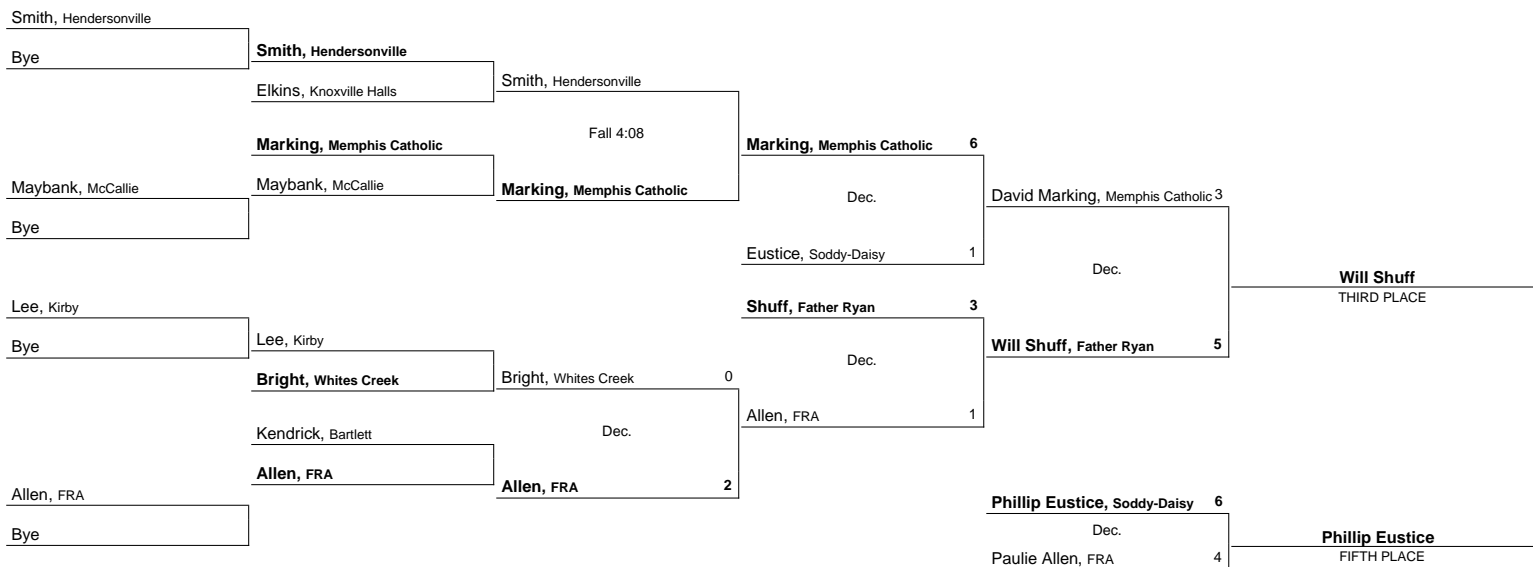 Smith, Hendersonville
Bye
Smith, Hendersonville
Elkins, Knoxville Halls
Smith, Hendersonville
Fall 4:08
Marking, Memphis Catholic
Maybank, McCallie
Marking, Memphis Catholic
Maybank, McCallie
Bye
Marking, Memphis Catholic 6
Dec.
Eustice, Soddy-Daisy 1
David Marking, Memphis Catholic 3
Dec.
Will Shuff, Father Ryan 5
Will Shuff
THIRD PLACE
Lee, Kirby
Bye
Lee, Kirby
Bright, Whites Creek
Bright, Whites Creek 0
Dec.
Allen, FRA 2
Kendrick, Bartlett
Allen, FRA
Allen, FRA
Bye
Shuff, Father Ryan 3
Dec.
Allen, FRA 1
Phillip Eustice, Soddy-Daisy 6
Dec.
Paulie Allen, FRA 4
Phillip Eustice
FIFTH PLACE